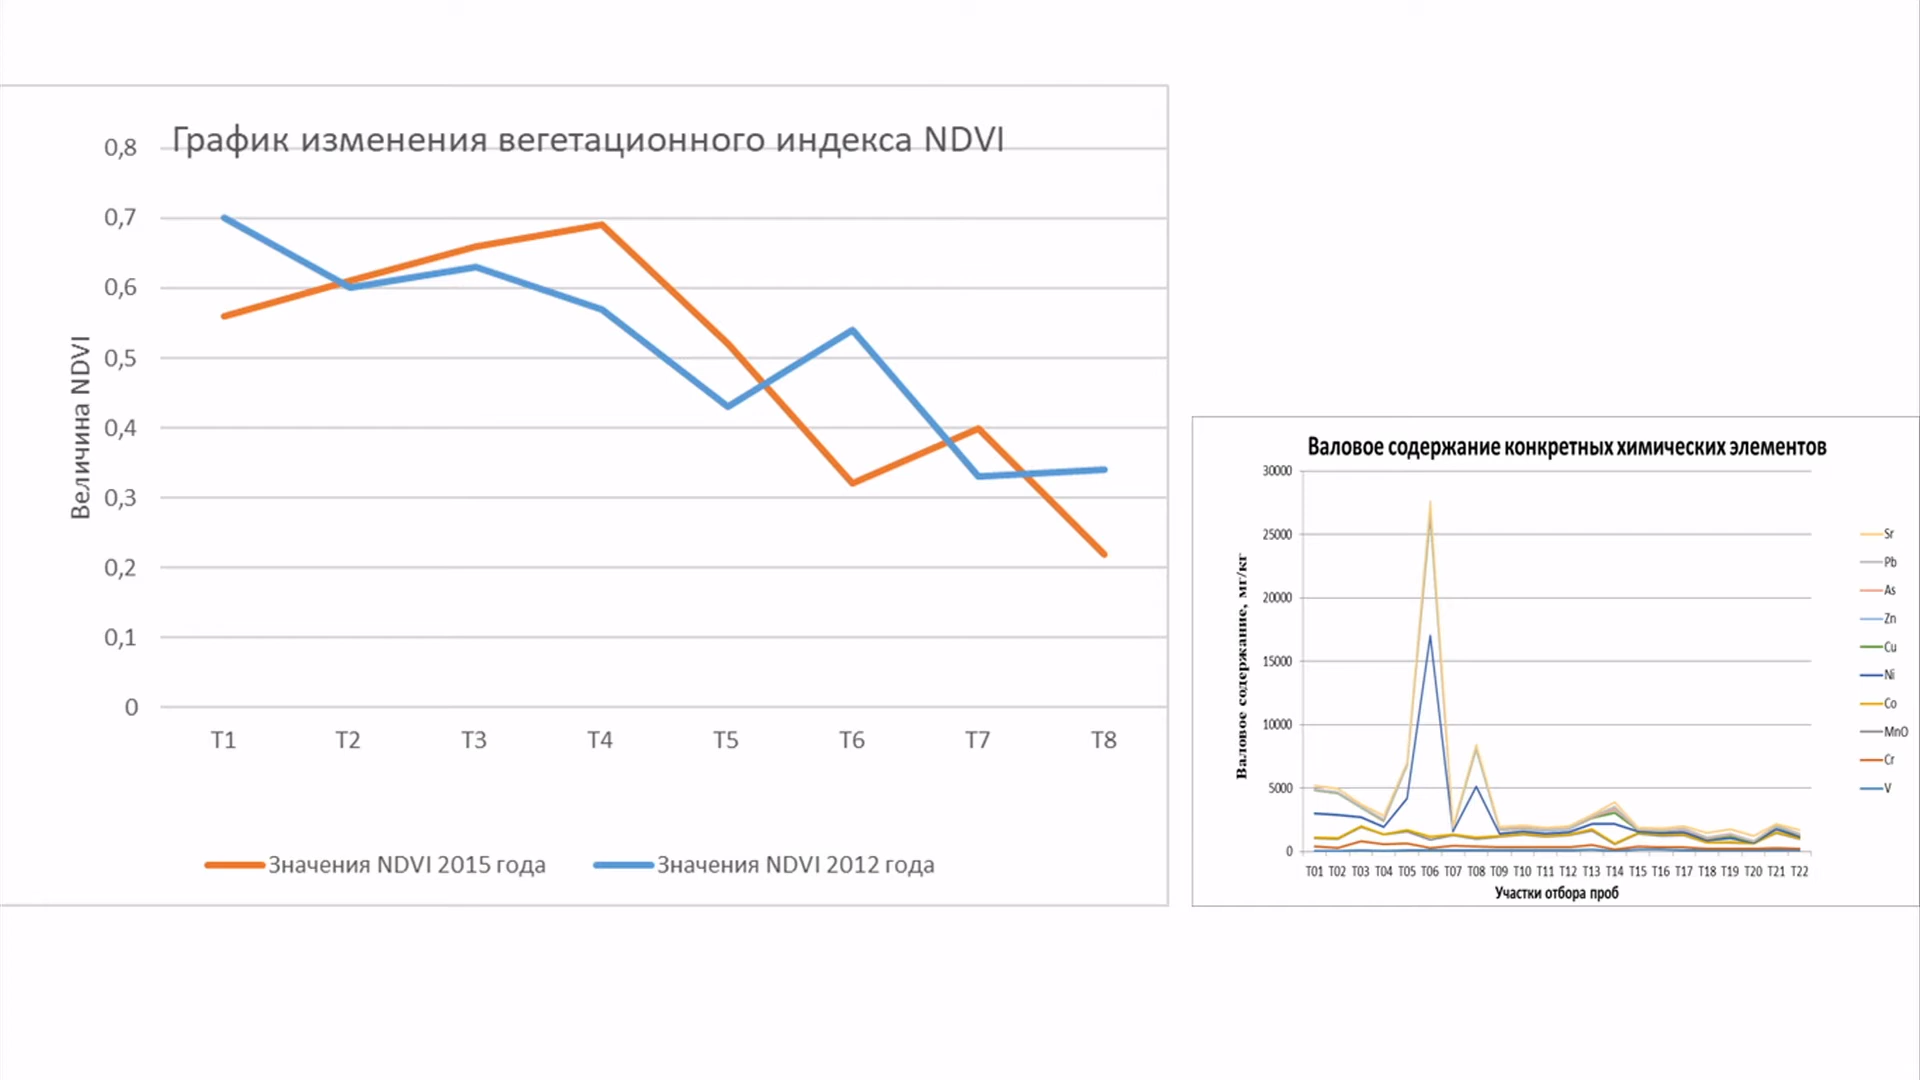 График изменения вегетационного индекса NDVI
Величина NDVI
0,8
0,7
0,6
0,5
0,4
0,3
0,2
0,1
0
T1 T2 T3 T4 T5 T6 T7 T8
Значения NDVI 2015 года Значения NDVI 2012 года
Валовое содержание конкретных химических элементов
Валовое содержание, мг/кг
30000
25000
20000
15000
10000
5000
0
T01 T02 T03 T04 T05 T06 T07 T08 T09 T10 T11 T12 T13 T14 T15 T16 T17 T18 T19 T20 T21 T22
Участки отбора проб
Sr
Pb
As
Zn
Cu
Ni
Co
MnO
Cr
V